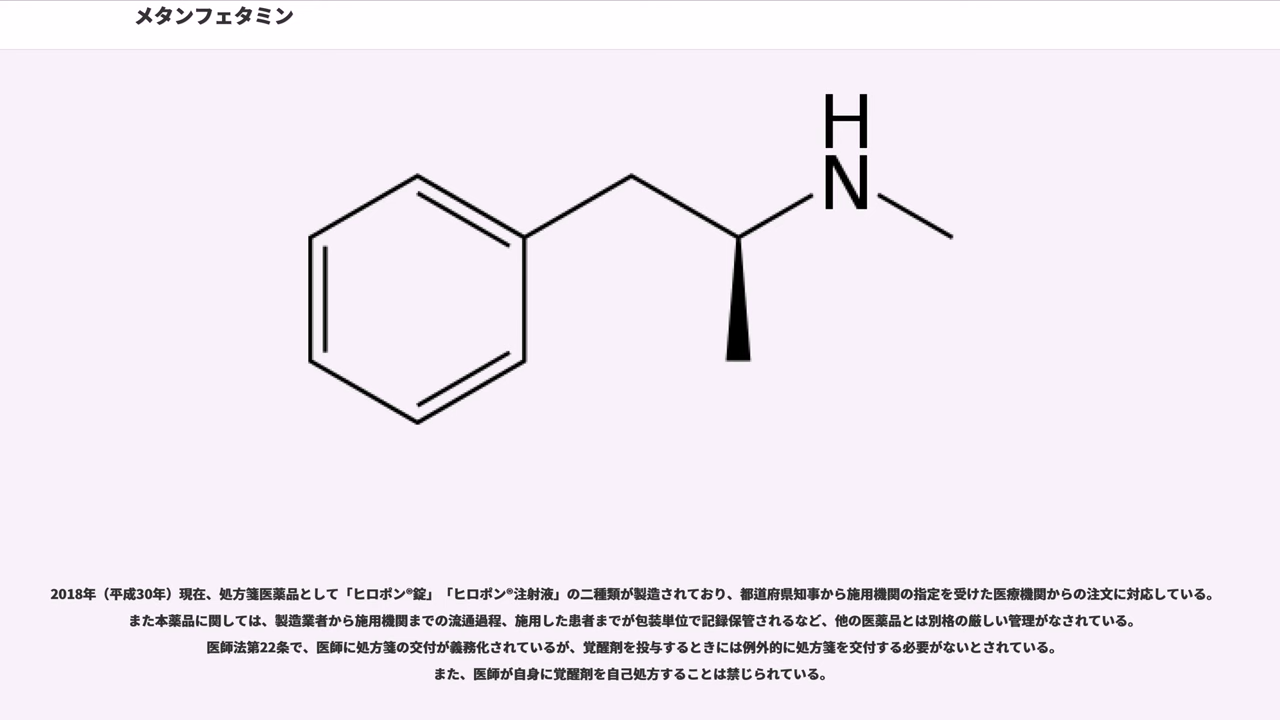 メタンフェタミン
H
N
2018年（平成30年）現在、処方箋医薬品として「ヒロポン®錠」「ヒロポン®注射液」の二種類が製造されており、都道府県知事から施用機関の指定を受けた医療機関からの注文に対応している。
また本薬品に関しては、製造業者から施用機関までの流通過程、施用した患者までが包装単位で記録保管されるなど、他の医薬品とは別格の厳しい管理がなされている。
医師法第22条で、医師に処方箋の交付が義務化されているが、覚醒剤を投与するときには例外的に処方箋を交付する必要がないとされている。
また、医師が自身に覚醒剤を自己処方することは禁じられている。